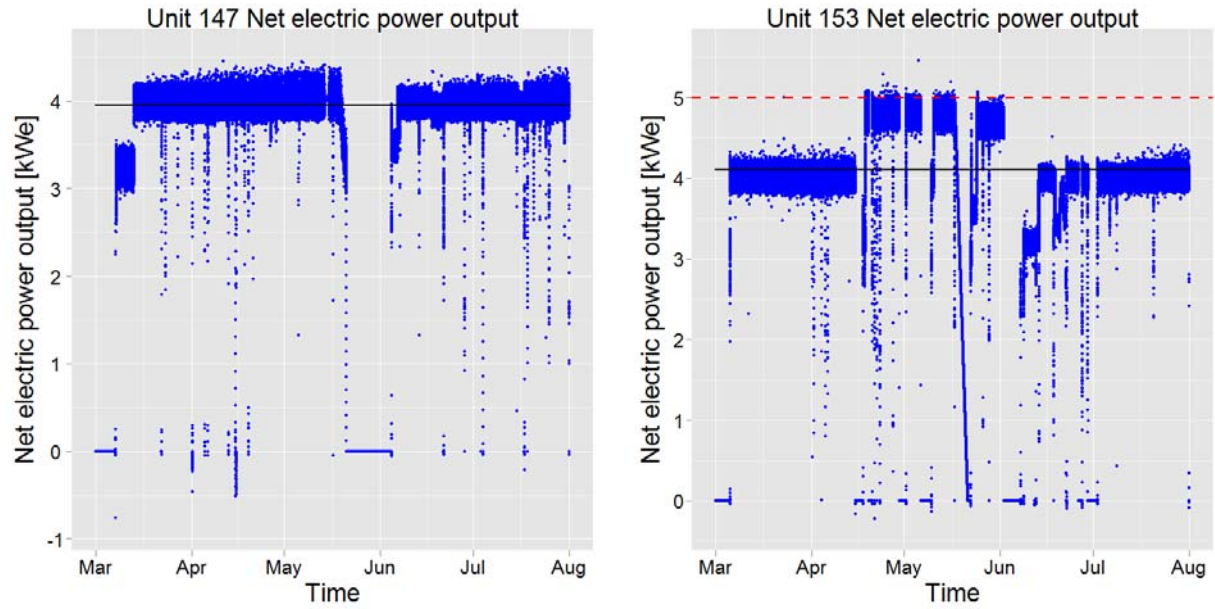 Unit 147 Net electric power output
Net electric power output [kWe]
4
3
2
1
0
-1
Mar Apr May Jun Jul Aug
Time
Unit 153 Net electric power output
Net electric power output [kWe]
5
4
3
2
1
0
Mar Apr May Jun Jul Aug
Time